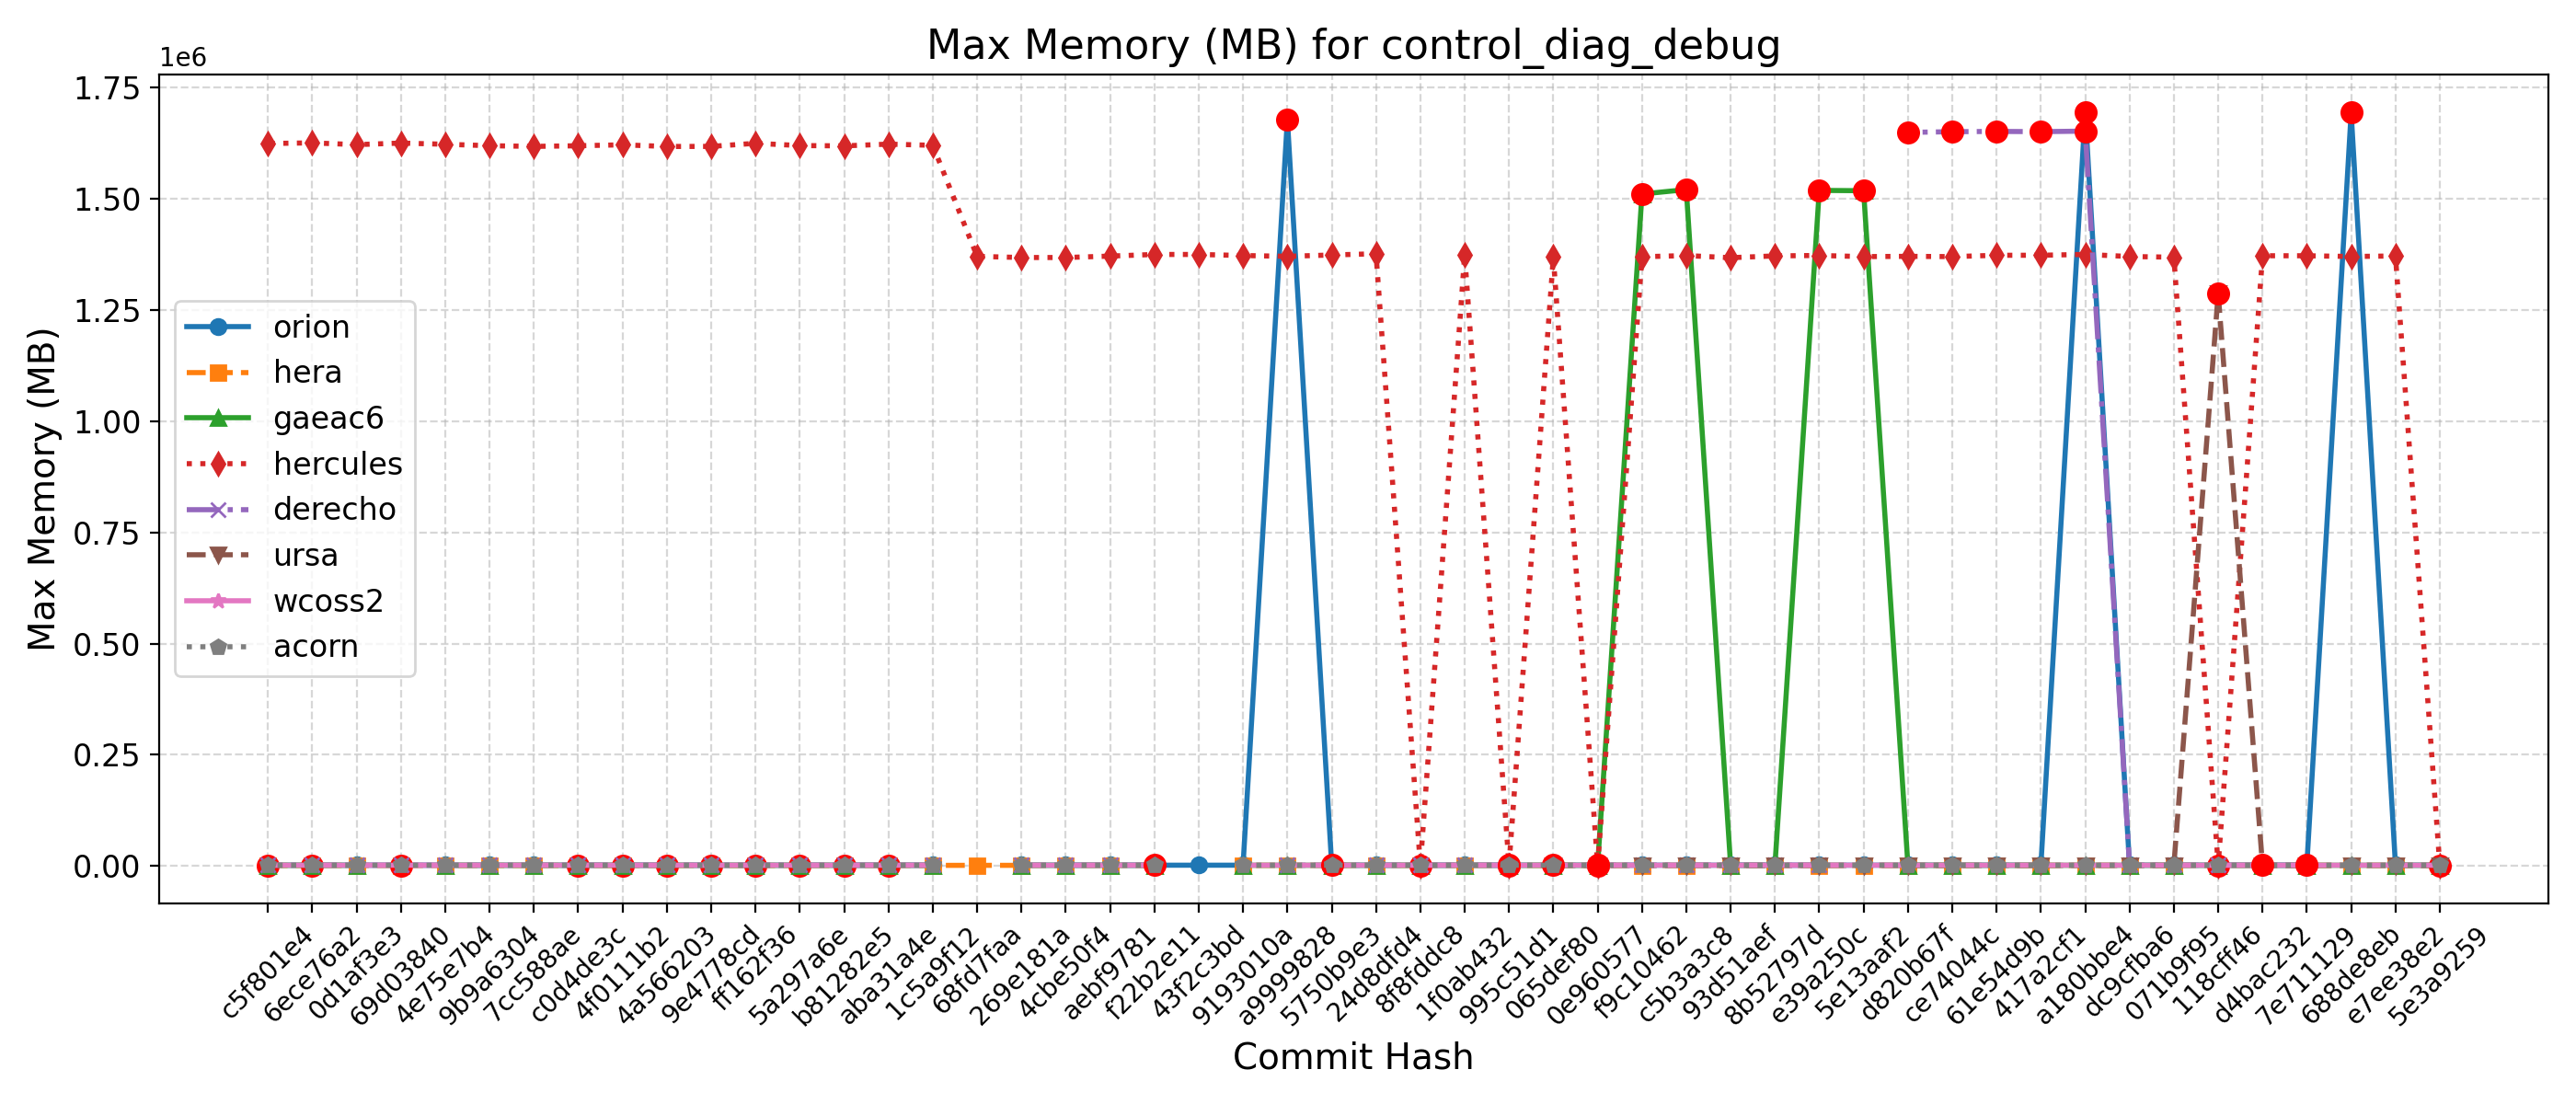 Max Memory (MB) for control_diag_debug
1e6
1.75
1.50
1.25
1.00
0.75
0.50
0.25
0.00
Max Memory (MB)
orion
hera
gaeac6
hercules
derecho
ursa
wcoss2
acorn
c5f801e4
6ece76a2
0d1af3e3
69d03840
4e75e7b4
9b9a6304
7cc588ae
c0d4de3c
4f0111b2
4a566203
9e4778cd
ff162f36
5a297a6e
b81282e5
aba31a4e
1c5a9f12
68fd7faa
269e181a
4cbe50f4
aebf9781
f22b2e11
43f2c3bd
9193010a
a9999828
5750b9e3
24d8dfd4
8f8fddc8
1f0ab432
995c51d1
065def80
0e960577
f9c10462
c5b3a3c8
93d51aef
8b52797d
e39a250c
5e13aaf2
d820b67f
ce74044c
61e54d9b
417a2cf1
a180bbe4
dc9cfba6
071b9f95
118cff46
d4bac232
7e711129
688de8eb
e7ee38e2
5e3a9259
Commit Hash